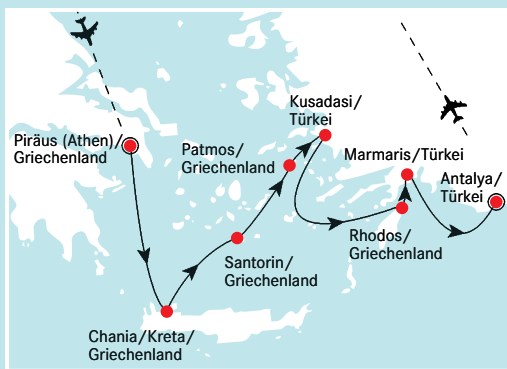 Piräus (Athen)/
Griechenland
Chania/Kreta/
Griechenland
Santorin/
Griechenland
Patmos/
Griechenland
Kusadasi/
Türkei
Rhodos/
Griechenland
Marmaris/Türkei
Antalya/
Türkei